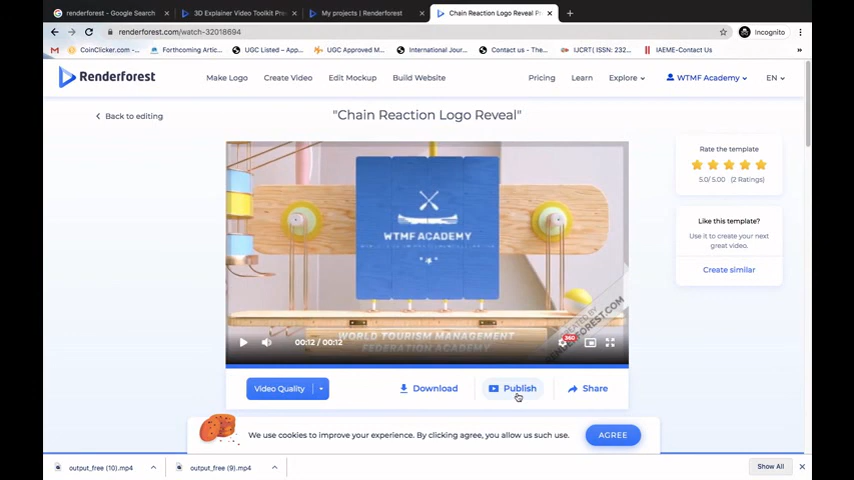 renderforest - Google Search
3D Explainer Video Toolkit Pre
My projects | Renderforest
Chain Reaction Logo Reveal P
renderforest.com/watch-32018694
Incognito
CoinClicker.com -...
Forthcoming Artic...
UGC Listed – App...
UGC Approved M...
International Jour...
Contact us - The...
IJCRT( ISSN: 232...
IAEME-Contact Us
Renderforest
Make Logo
Create Video
Edit Mockup
Build Website
Pricing
Learn
Explore
WTMF Academy
EN
Back to editing
"Chain Reaction Logo Reveal"
Rate the template
5.0/ 5.00 (2 Ratings)
Like this template?
Use it to create your next
great video.
Create similar
WTMF ACADEMY
WORLD TOURISM MANAGEMENT
FEDERATION ACADEMY
CREATED BY
RENDERFOREST.COM
00:12 / 00:12
360
Video Quality
Download
Publish
Share
We use cookies to improve your experience. By clicking agree, you allow us such use.
AGREE
output_free (10).mp4
output_free (9).mp4
Show All